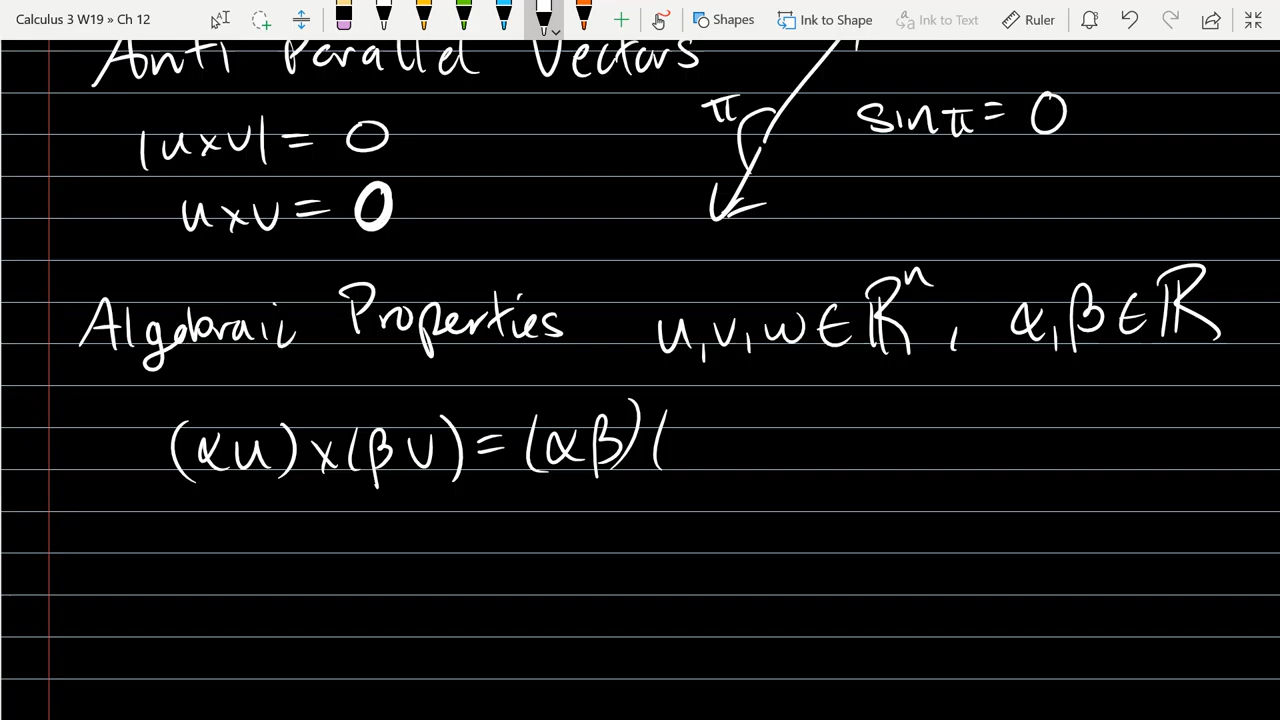 Calculus 3 W19 » Ch 12
Shapes
Ink to Shape
Ink to Text
Ruler
Anti Parallel Vectors
π
sin π = 0
|u×v| = 0
u×v = 0
Algebraic Properties u, v, w ∈ ℝⁿ, α, β ∈ ℝ
(αu) × (βv) = (αβ)(